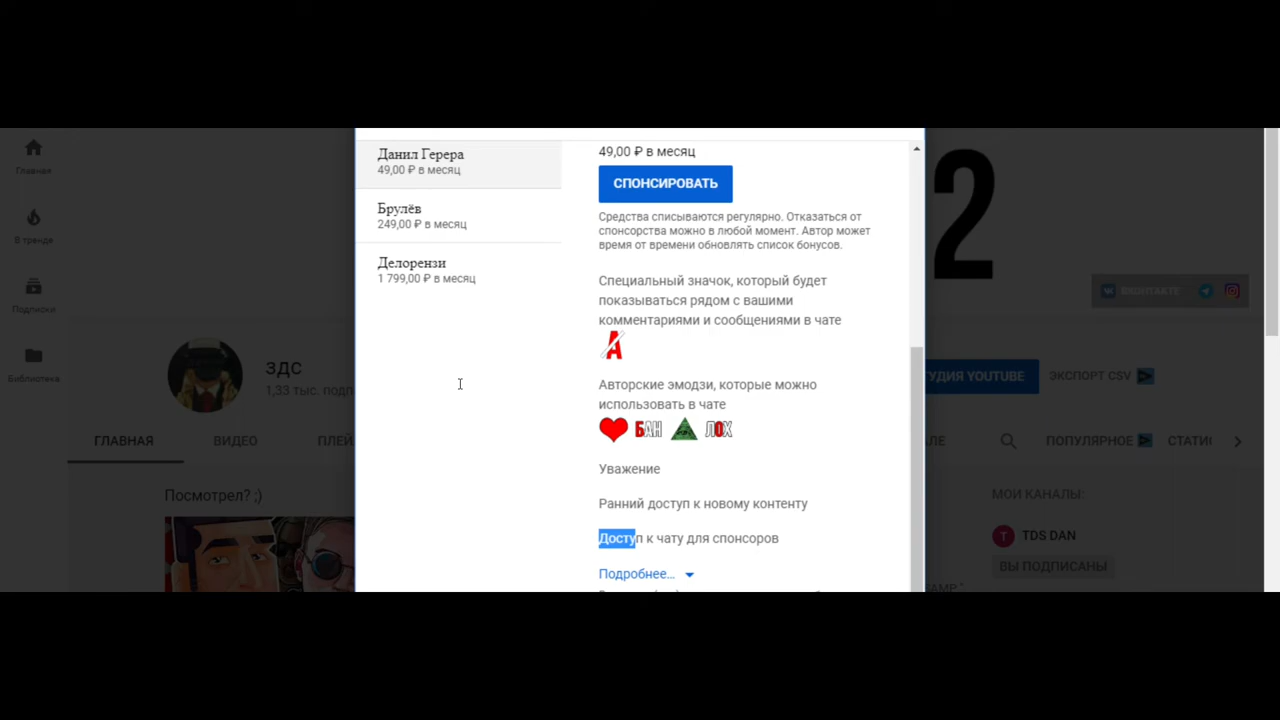 Данил Герера
49,00 ₽ в месяц
Брулёв
249,00 ₽ в месяц
Делорензи
1 799,00 ₽ в месяц
49,00 ₽ в месяц
СПОНСИРОВАТЬ
Средства списываются регулярно. Отказаться от
спонсорства можно в любой момент. Автор может
время от времени обновлять список бонусов.
Специальный значок, который будет
показываться рядом с вашими
комментариями и сообщениями в чате
А
Авторские эмодзи, которые можно
использовать в чате
БАН ЛОХ
Уважение
Ранний доступ к новому контенту
Доступ к чату для спонсоров
Подробнее...
Главная
В тренде
Подписки
Библиотека
2
ВКОНТАКТЕ
ЗДС
1,33 тыс. подп
ТУДИЯ YOUTUBE
ЭКСПОРТ CSV
ГЛАВНАЯ
ВИДЕО
ПЛЕЙ
АЛЕ
ПОПУЛЯРНОЕ
СТАТИ
Посмотрел? ;)
МОИ КАНАЛЫ:
T
TDS DAN
ВЫ ПОДПИСАНЫ